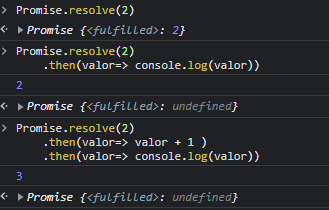 > Promise.resolve(2)
< ▶ Promise {<fulfilled>: 2}
> Promise.resolve(2)
    .then(valor=> console.log(valor))
2
< ▶ Promise {<fulfilled>: undefined}
> Promise.resolve(2)
    .then(valor=> valor + 1 )
    .then(valor=> console.log(valor))
3
< ▶ Promise {<fulfilled>: undefined}